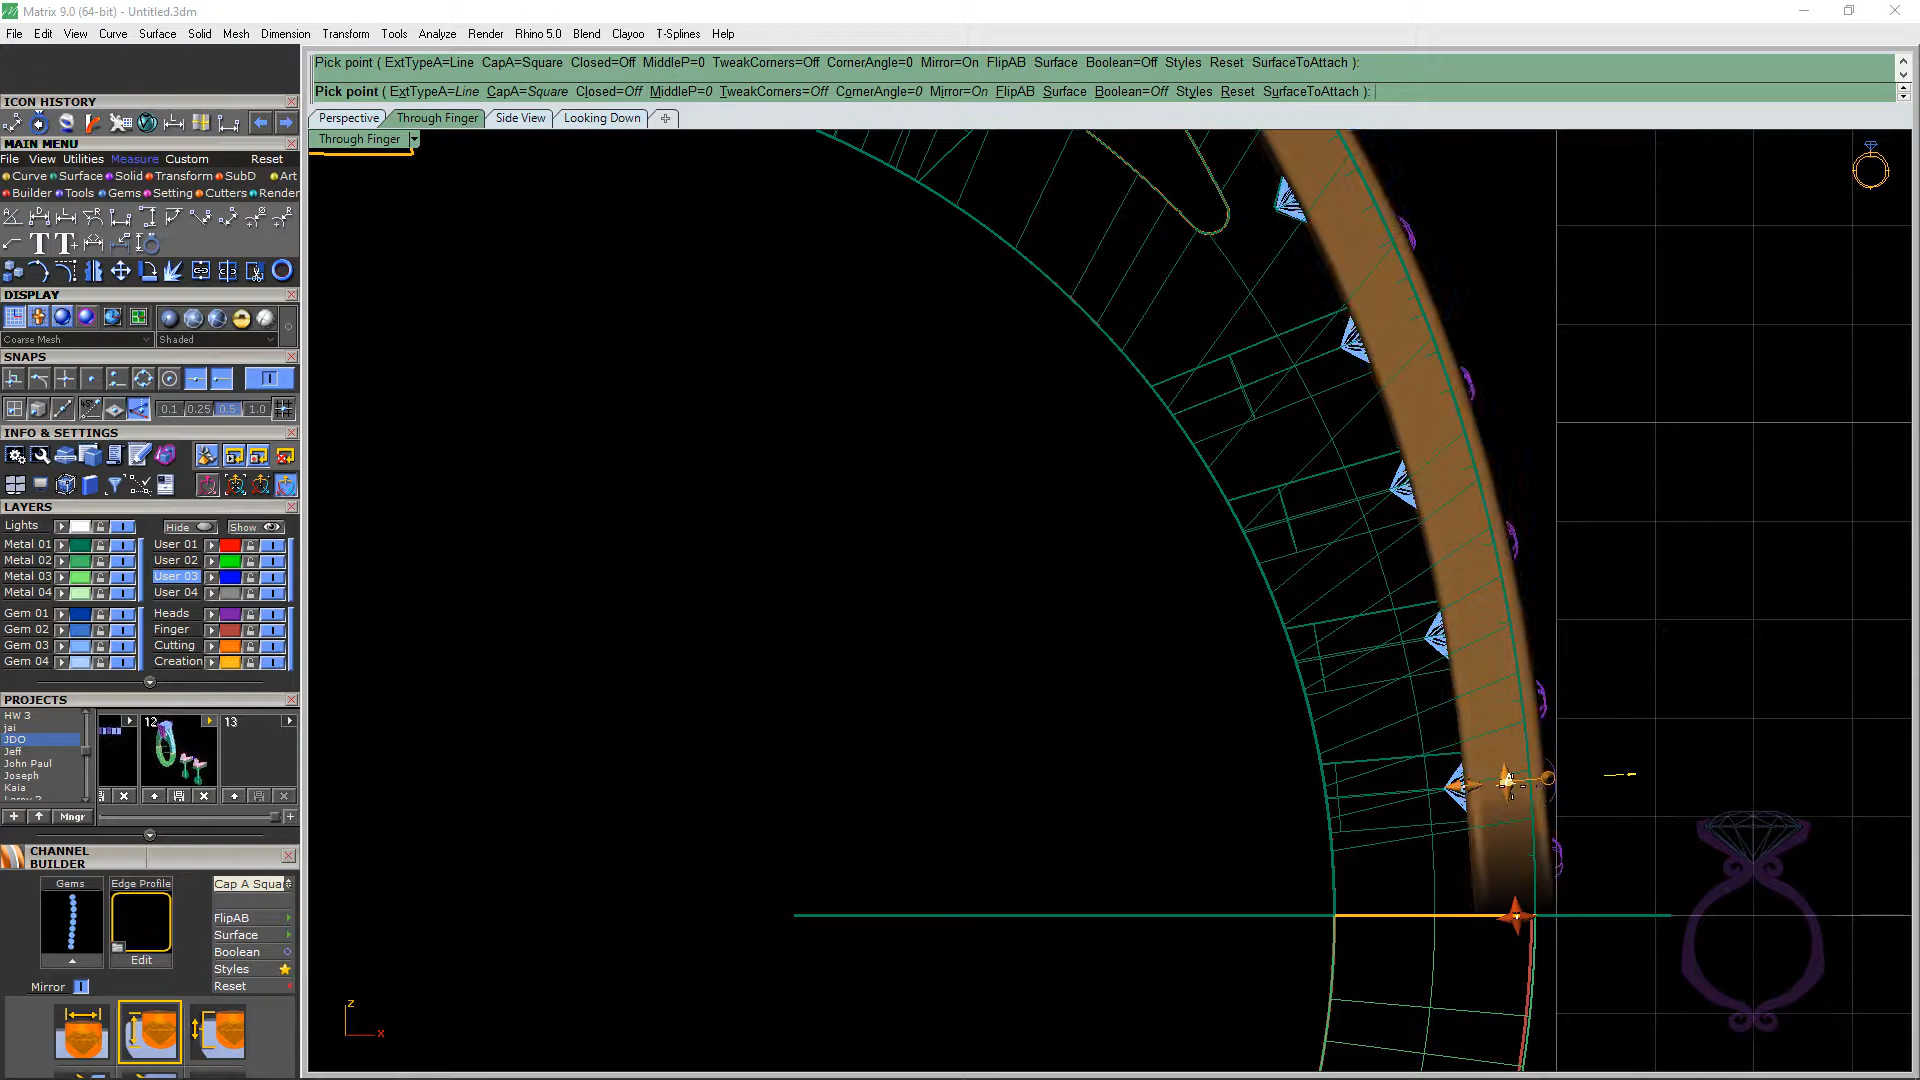 Matrix 9.0 (64-bit) - Untitled.3dm
File Edit View Curve Surface Solid Mesh Dimension Transform Tools Analyze Render Rhino 5.0 Blend Clayoo T-Splines Help
Pick point ( ExtTypeA=Line CapA=Square Closed=Off MiddleP=0 TweakCorners=Off CornerAngle=0 Mirror=On FlipAB Surface Boolean=Off Styles Reset SurfaceToAttach ):
Pick point ( ExtTypeA=Line CapA=Square Closed=Off MiddleP=0 TweakCorners=Off CornerAngle=0 Mirror=On FlipAB Surface Boolean=Off Styles Reset SurfaceToAttach ):
Perspective Through Finger Side View Looking Down
Through Finger
ICON HISTORY
MAIN MENU
File View Utilities Measure Custom Reset
Curve Surface Solid Transform SubD Art
Builder Tools Gems Setting Cutters Render
DISPLAY
Coarse Mesh Shaded
SNAPS
0.1 0.25 0.5 1.0
INFO & SETTINGS
LAYERS
Lights Hide Show
Metal 01 User 01
Metal 02 User 02
Metal 03 User 03
Metal 04 User 04
Gem 01 Heads
Gem 02 Finger
Gem 03 Cutting
Gem 04 Creation
PROJECTS
HW 3
jai
JDO
Jeff
John Paul
Joseph
Kaia
12 13
Mngr
CHANNEL BUILDER
Gems Edge Profile Cap A Squa
FlipAB
Surface
Boolean
Edit
Styles
Mirror Reset
z
x